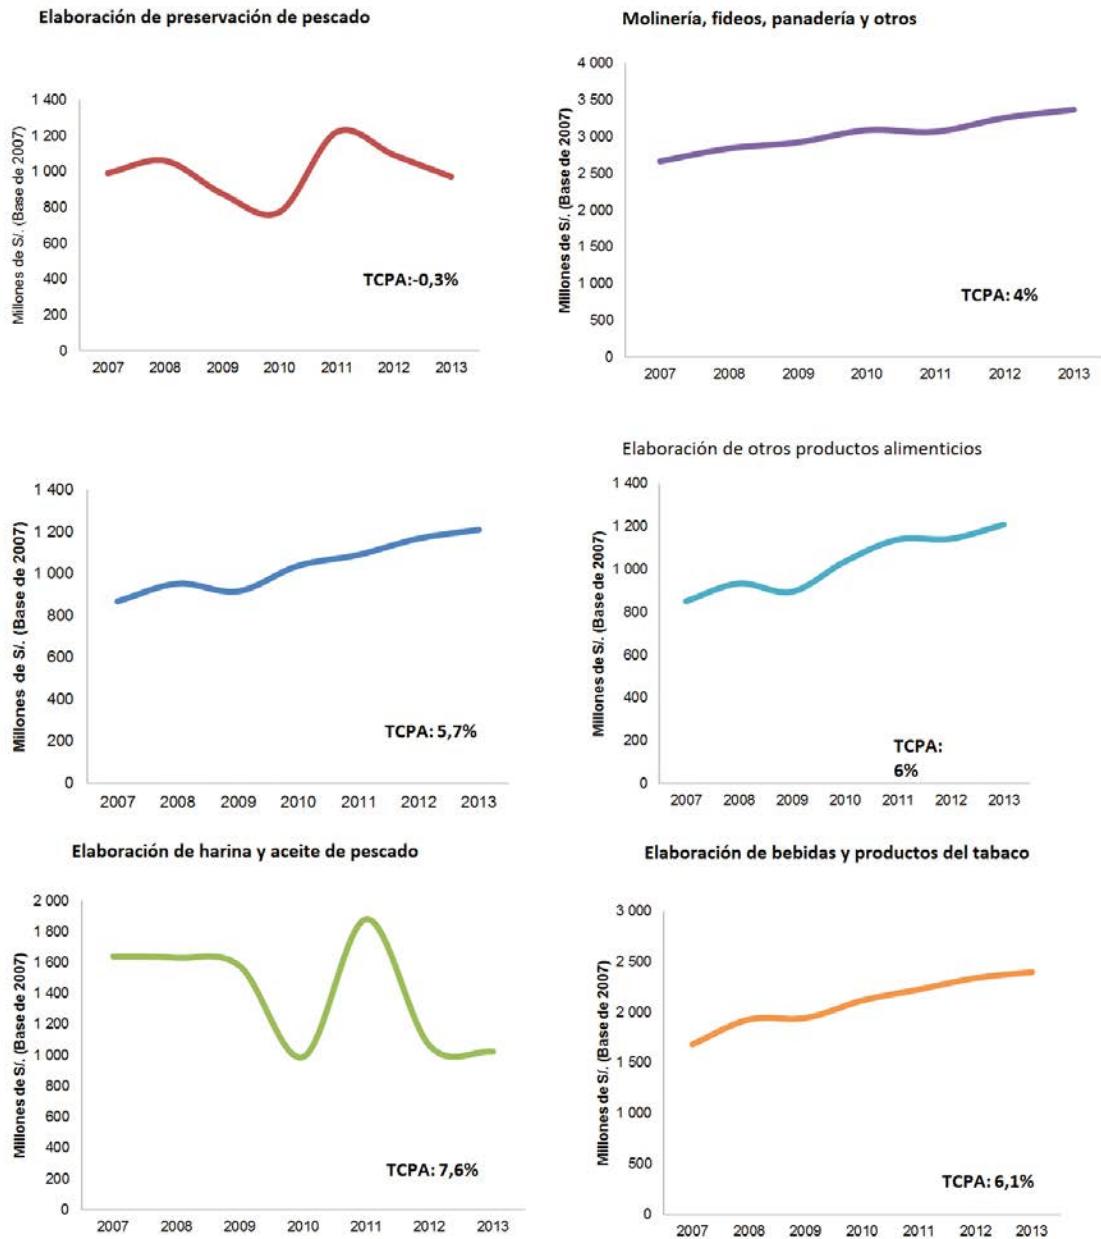 Elaboración de preservación de pescado
Millones de S/. (Base de 2007)
1 400
1 200
1 000
800
600
400
200
0
TCPA:-0,3%
2007 2008 2009 2010 2011 2012 2013
Molinería, fideos, panadería y otros
Millones de S/. (Base de 2007)
4 000
3 500
3 000
2 500
2 000
1 500
1 000
500
0
TCPA: 4%
2007 2008 2009 2010 2011 2012 2013
Millones de S/. (Base de 2007)
1 400
1 200
1 000
800
600
400
200
0
TCPA: 5,7%
2007 2008 2009 2010 2011 2012 2013
Elaboración de otros productos alimenticios
Millones de S/. (Base de 2007)
1 400
1 200
1 000
800
600
400
200
0
TCPA:
6%
2007 2008 2009 2010 2011 2012 2013
Elaboración de harina y aceite de pescado
Millones de S/. (Base de 2007)
2 000
1 800
1 600
1 400
1 200
1 000
800
600
400
200
0
TCPA: 7,6%
2007 2008 2009 2010 2011 2012 2013
Elaboración de bebidas y productos del tabaco
Millones de S/. (Base de 2007)
3 000
2 500
2 000
1 500
1 000
500
0
TCPA: 6,1%
2007 2008 2009 2010 2011 2012 2013